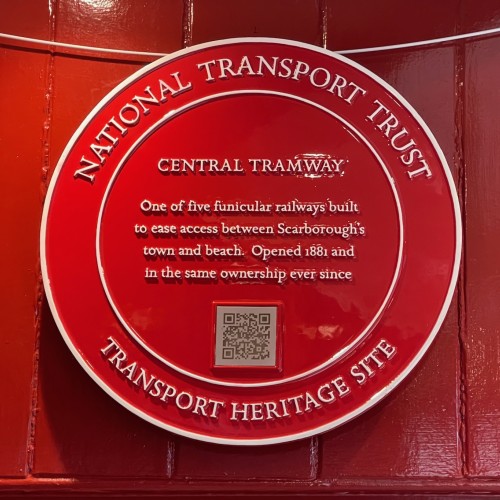 NATIONAL TRANSPORT TRUST
CENTRAL TRAMWAY
One of five funicular railways built
to ease access between Scarborough's
town and beach. Opened 1881 and
in the same ownership ever since
TRANSPORT HERITAGE SITE